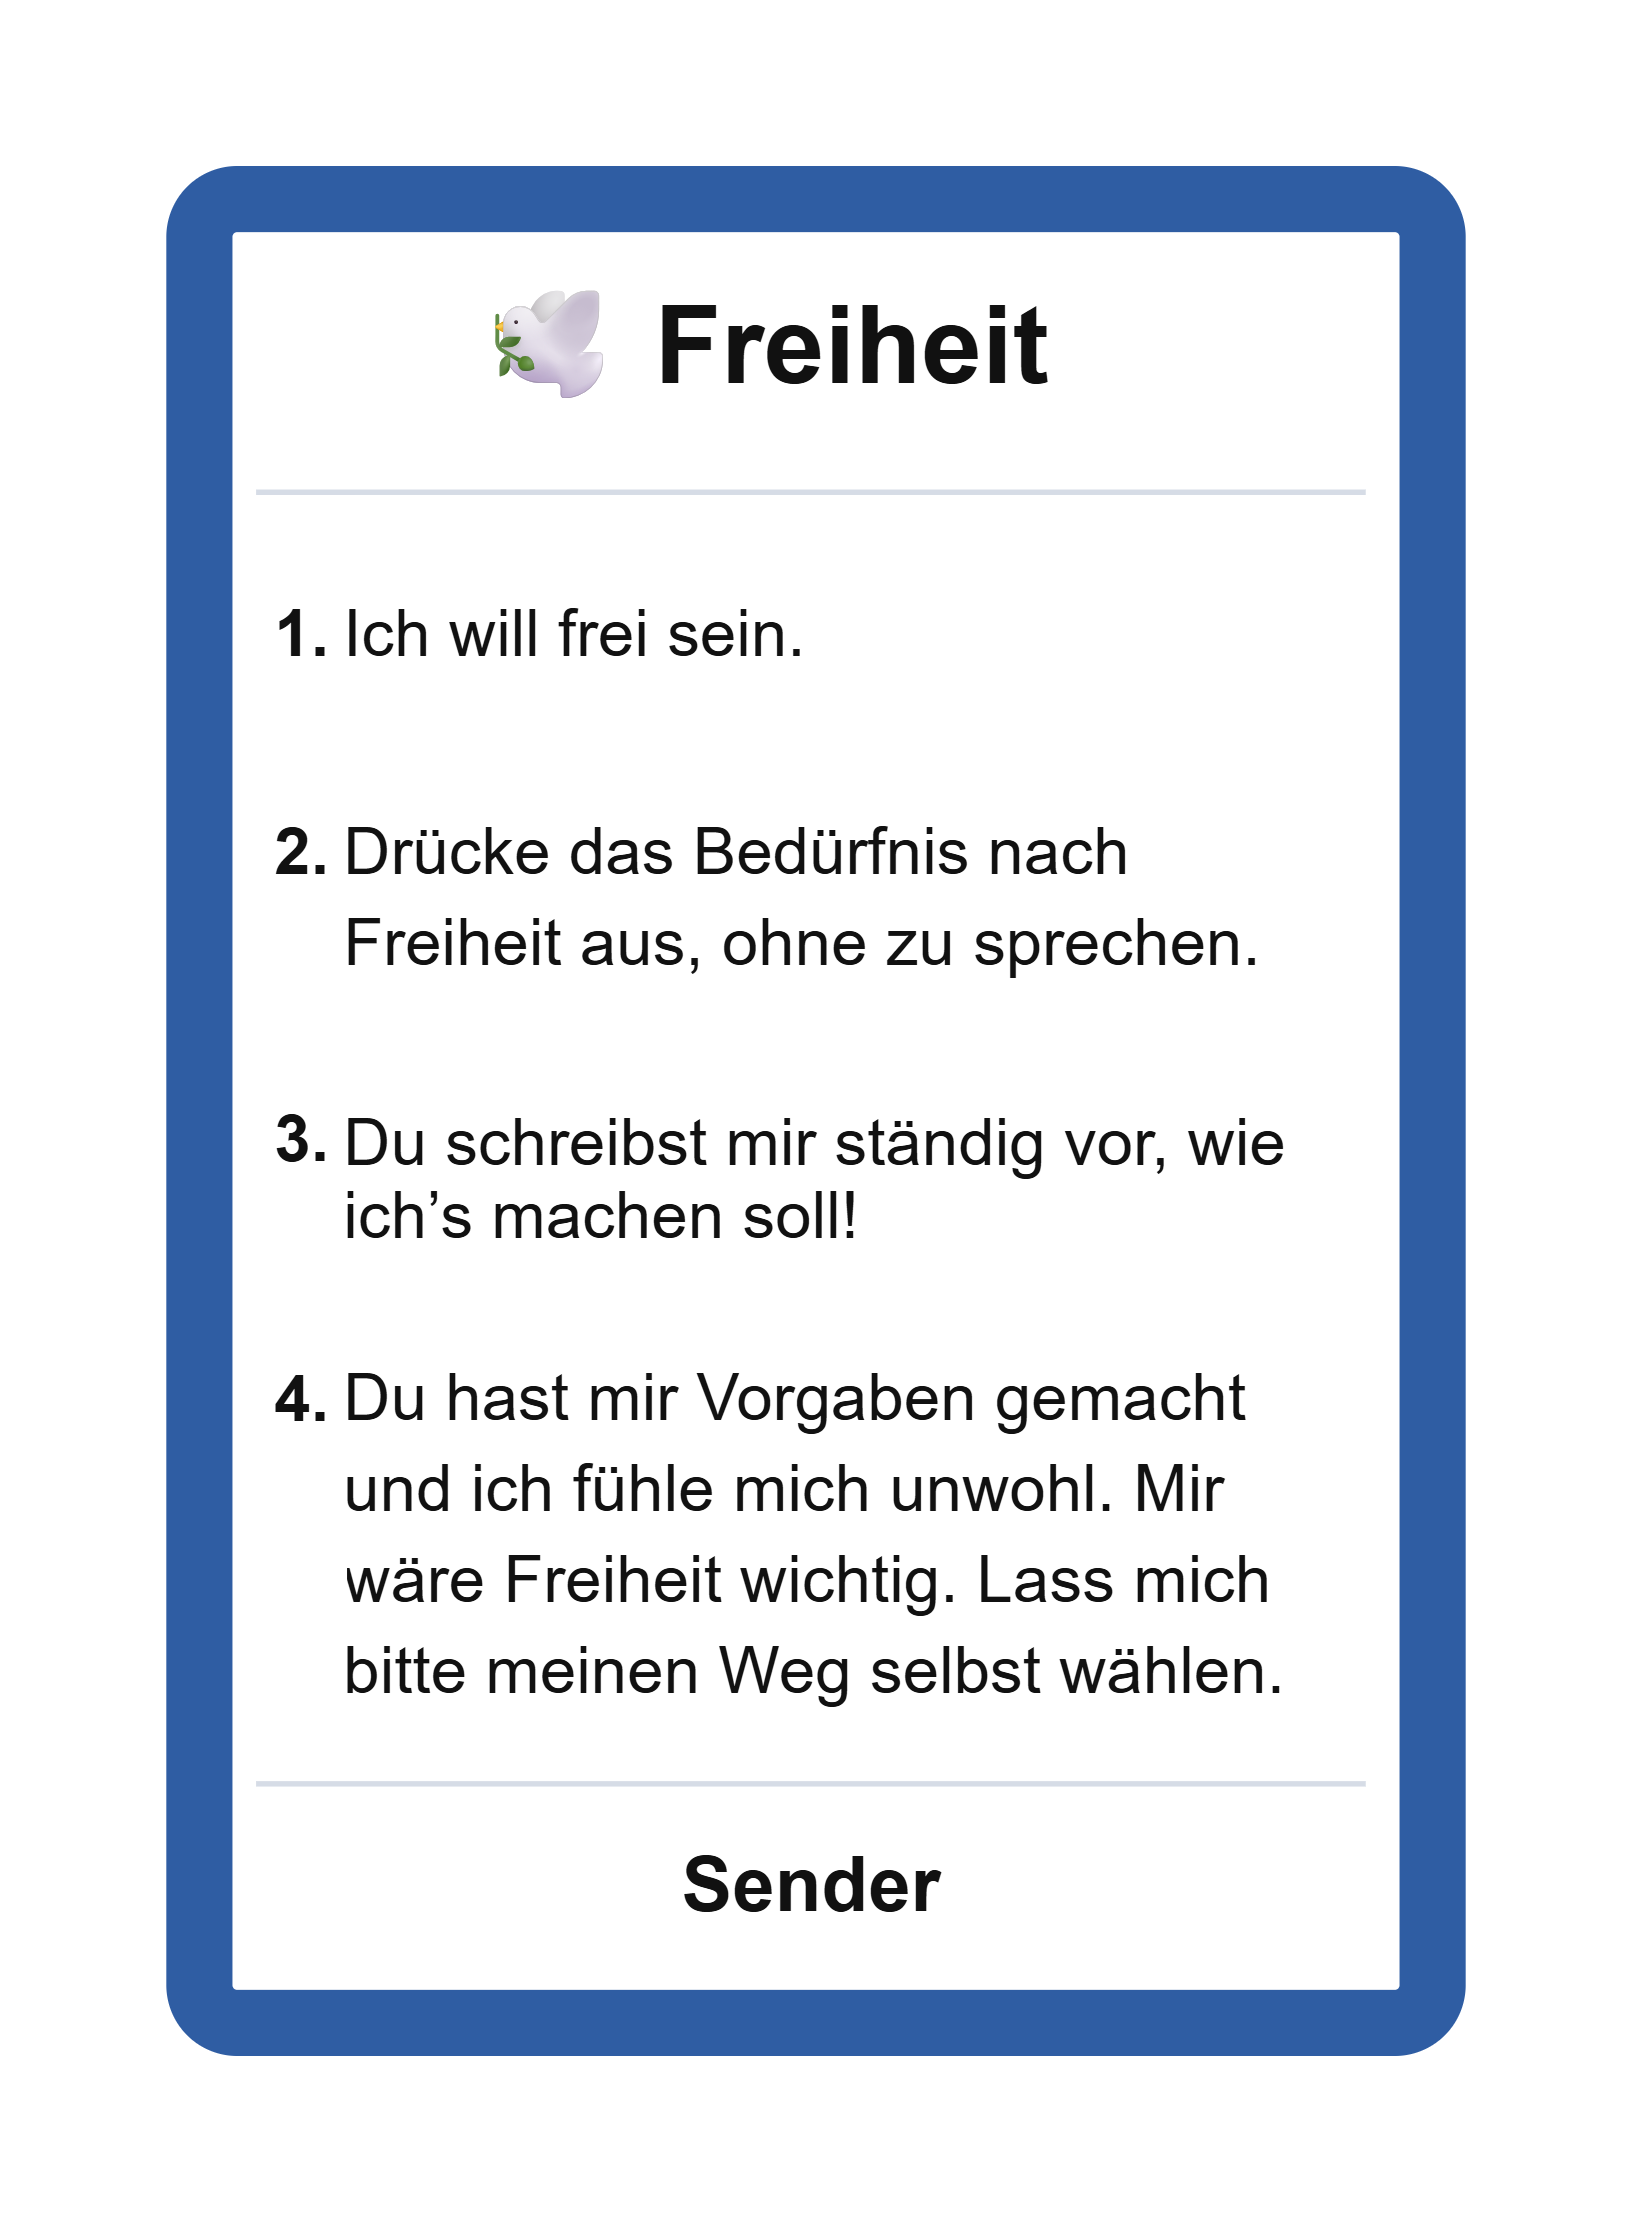 🕊️ Freiheit
1. Ich will frei sein.
2. Drücke das Bedürfnis nach
Freiheit aus, ohne zu sprechen.
3. Du schreibst mir ständig vor, wie
ich’s machen soll!
4. Du hast mir Vorgaben gemacht
und ich fühle mich unwohl. Mir
wäre Freiheit wichtig. Lass mich
bitte meinen Weg selbst wählen.
Sender